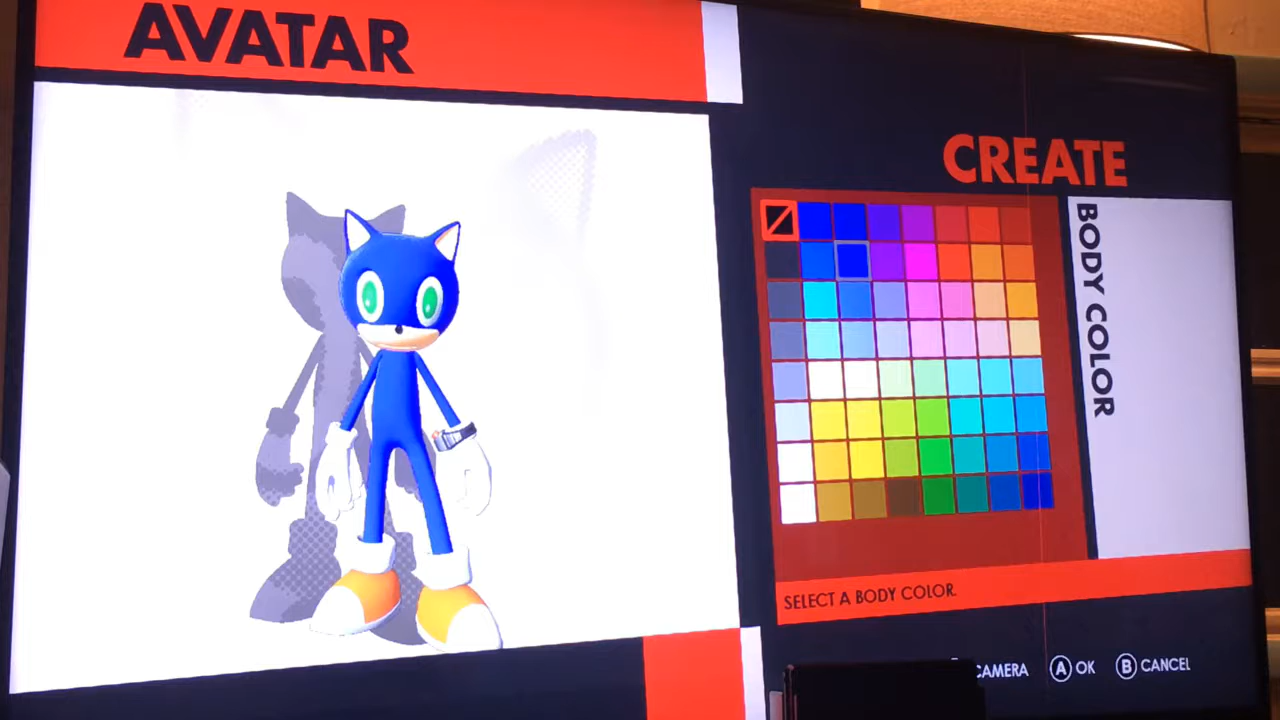 AVATAR
CREATE
BODY COLOR
SELECT A BODY COLOR.
CAMERA
A OK
B CANCEL